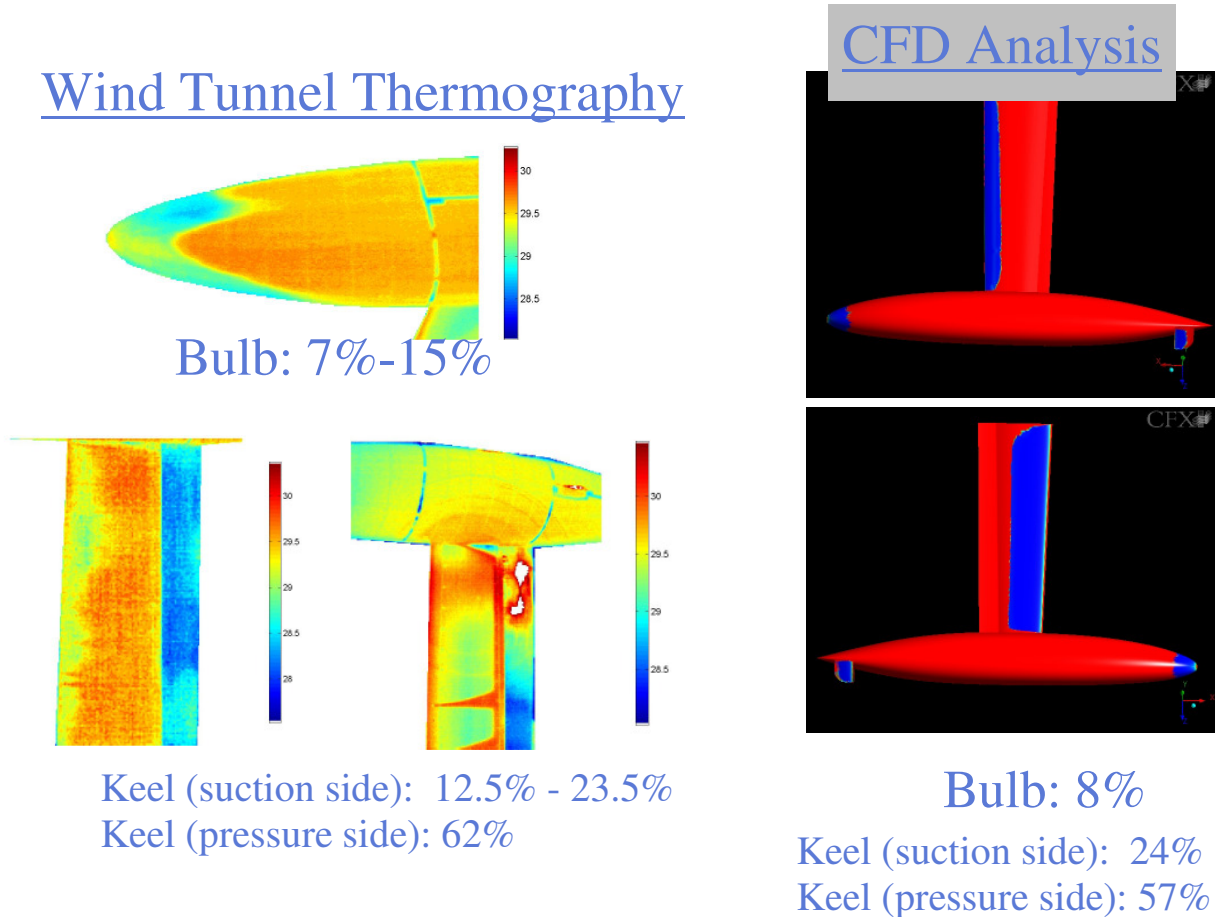 Wind Tunnel Thermography
30
29.5
29
28.5
Bulb: 7%-15%
30
29.5
29
28.5
28
30
29.5
29
28.5
Keel (suction side): 12.5% - 23.5%
Keel (pressure side): 62%
CFD Analysis
X
X
CFX
Y
X
Bulb: 8%
Keel (suction side): 24%
Keel (pressure side): 57%